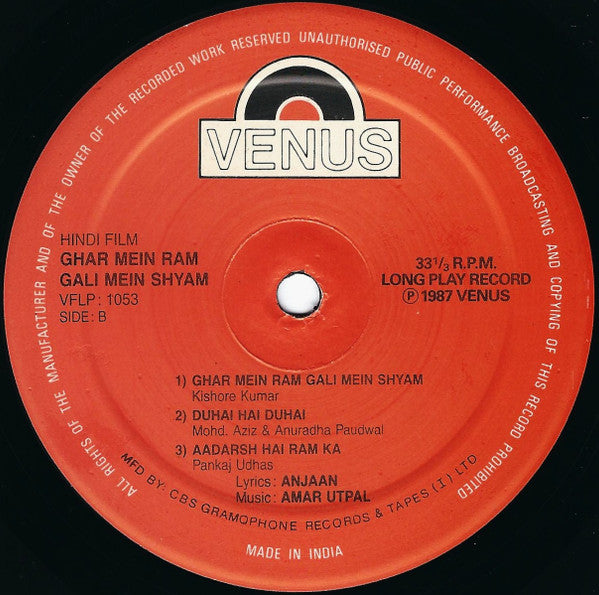 ALL RIGHTS OF THE MANUFACTURER AND OF THE OWNER OF THE RECORDED WORK RESERVED UNAUTHORISED PUBLIC PERFORMANCE BROADCASTING AND COPYING OF THIS RECORD PROHIBITED
VENUS
HINDI FILM
GHAR MEIN RAM
GALI MEIN SHYAM
VFLP : 1053
SIDE : B
33 1/3 R.P.M.
LONG PLAY RECORD
Ⓟ 1987 VENUS
1) GHAR MEIN RAM GALI MEIN SHYAM
Kishore Kumar
2) DUHAI HAI DUHAI
Mohd. Aziz & Anuradha Paudwal
3) AADARSH HAI RAM KA
Pankaj Udhas
Lyrics : ANJAAN
Music : AMAR UTPAL
MFD BY: CBS GRAMOPHONE RECORDS & TAPES ( I ) LTD
MADE IN INDIA